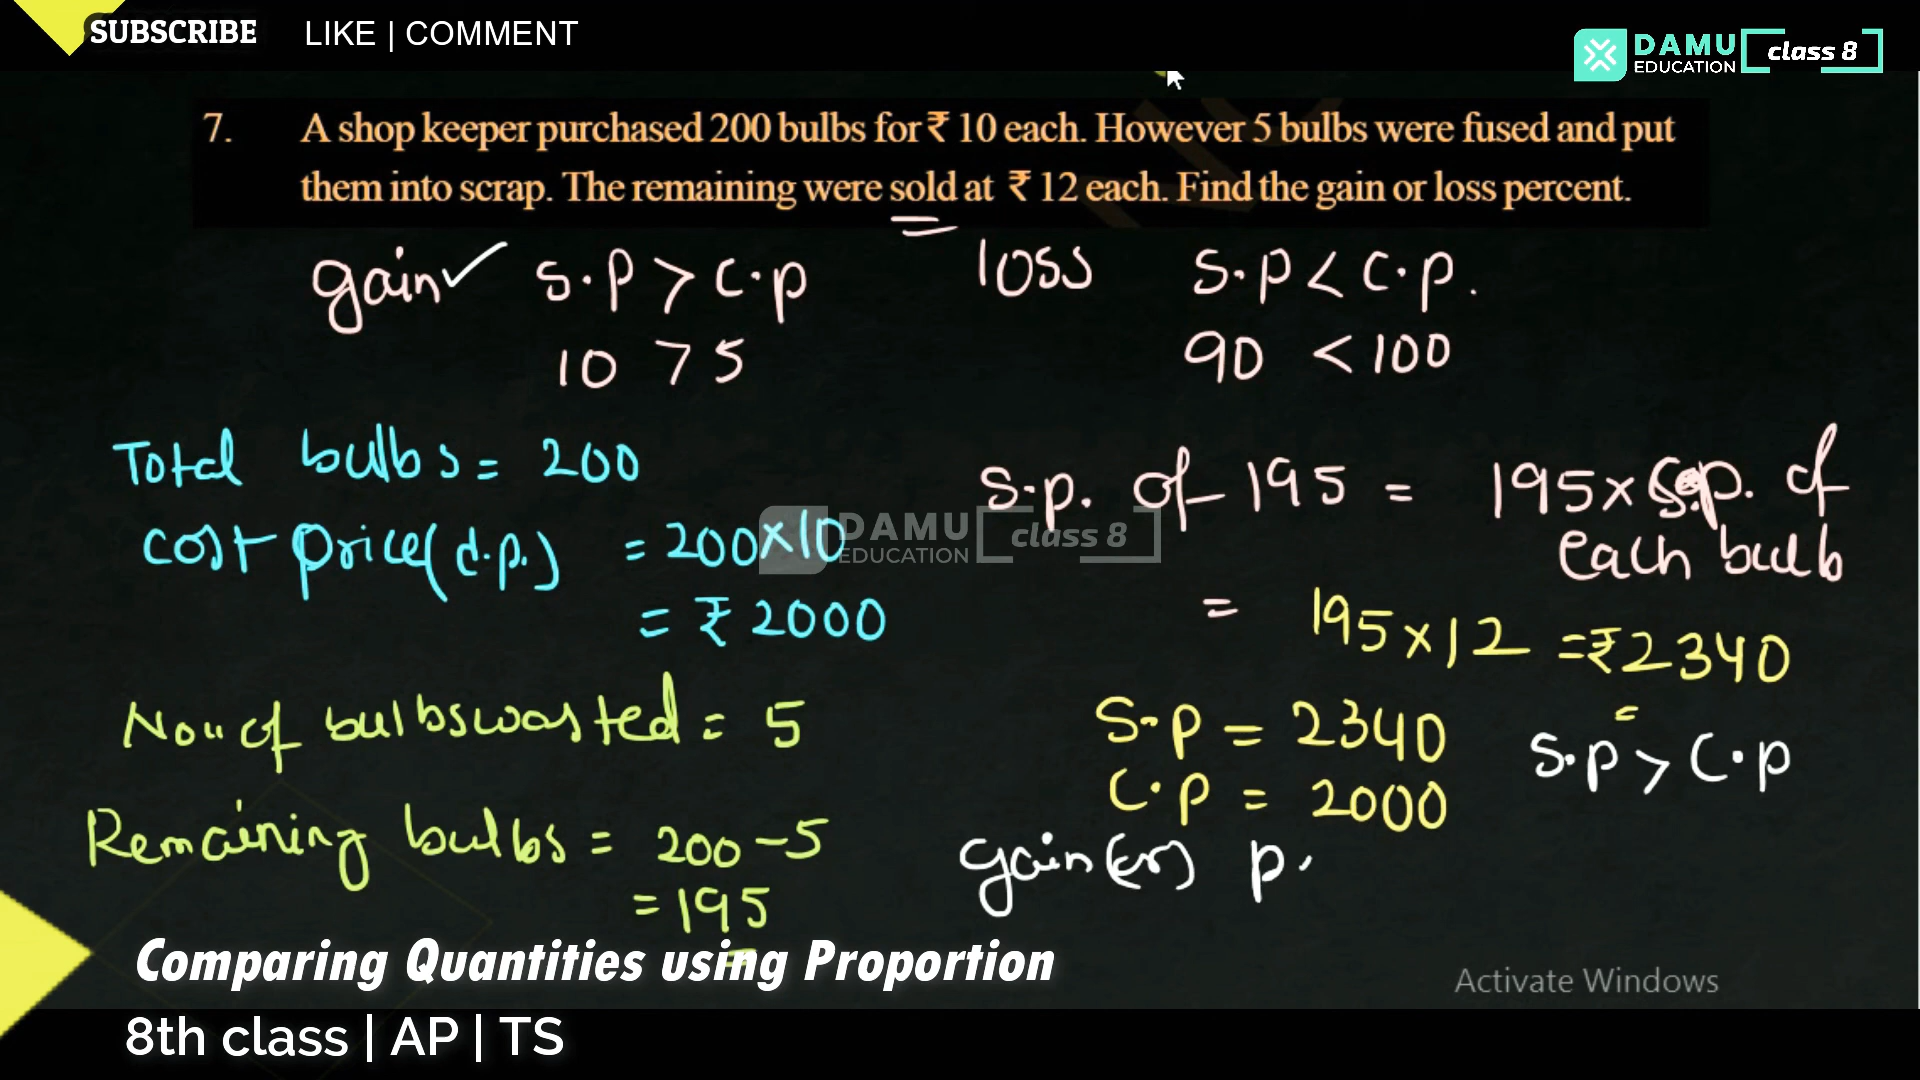 SUBSCRIBE LIKE | COMMENT
DAMU EDUCATION class 8
7. A shop keeper purchased 200 bulbs for ₹ 10 each. However 5 bulbs were fused and put
them into scrap. The remaining were sold at ₹ 12 each. Find the gain or loss percent.
gain✓ s.p > c.p loss s.p < c.p.
10 > 5 90 < 100
Total bulbs = 200
cost price (c.p.) = 200×10
= ₹ 2000
No. of bulbs wasted = 5
Remaining bulbs = 200 - 5
= 195
=
s.p. of 195 = 195 × s.p. of
each bulb
= 195 × 12 = ₹2340
S.p = 2340
C.p = 2000
S.p > C.p
gain (or) p.
DAMU EDUCATION class 8
Comparing Quantities using Proportion
Activate Windows
8th class | AP | TS